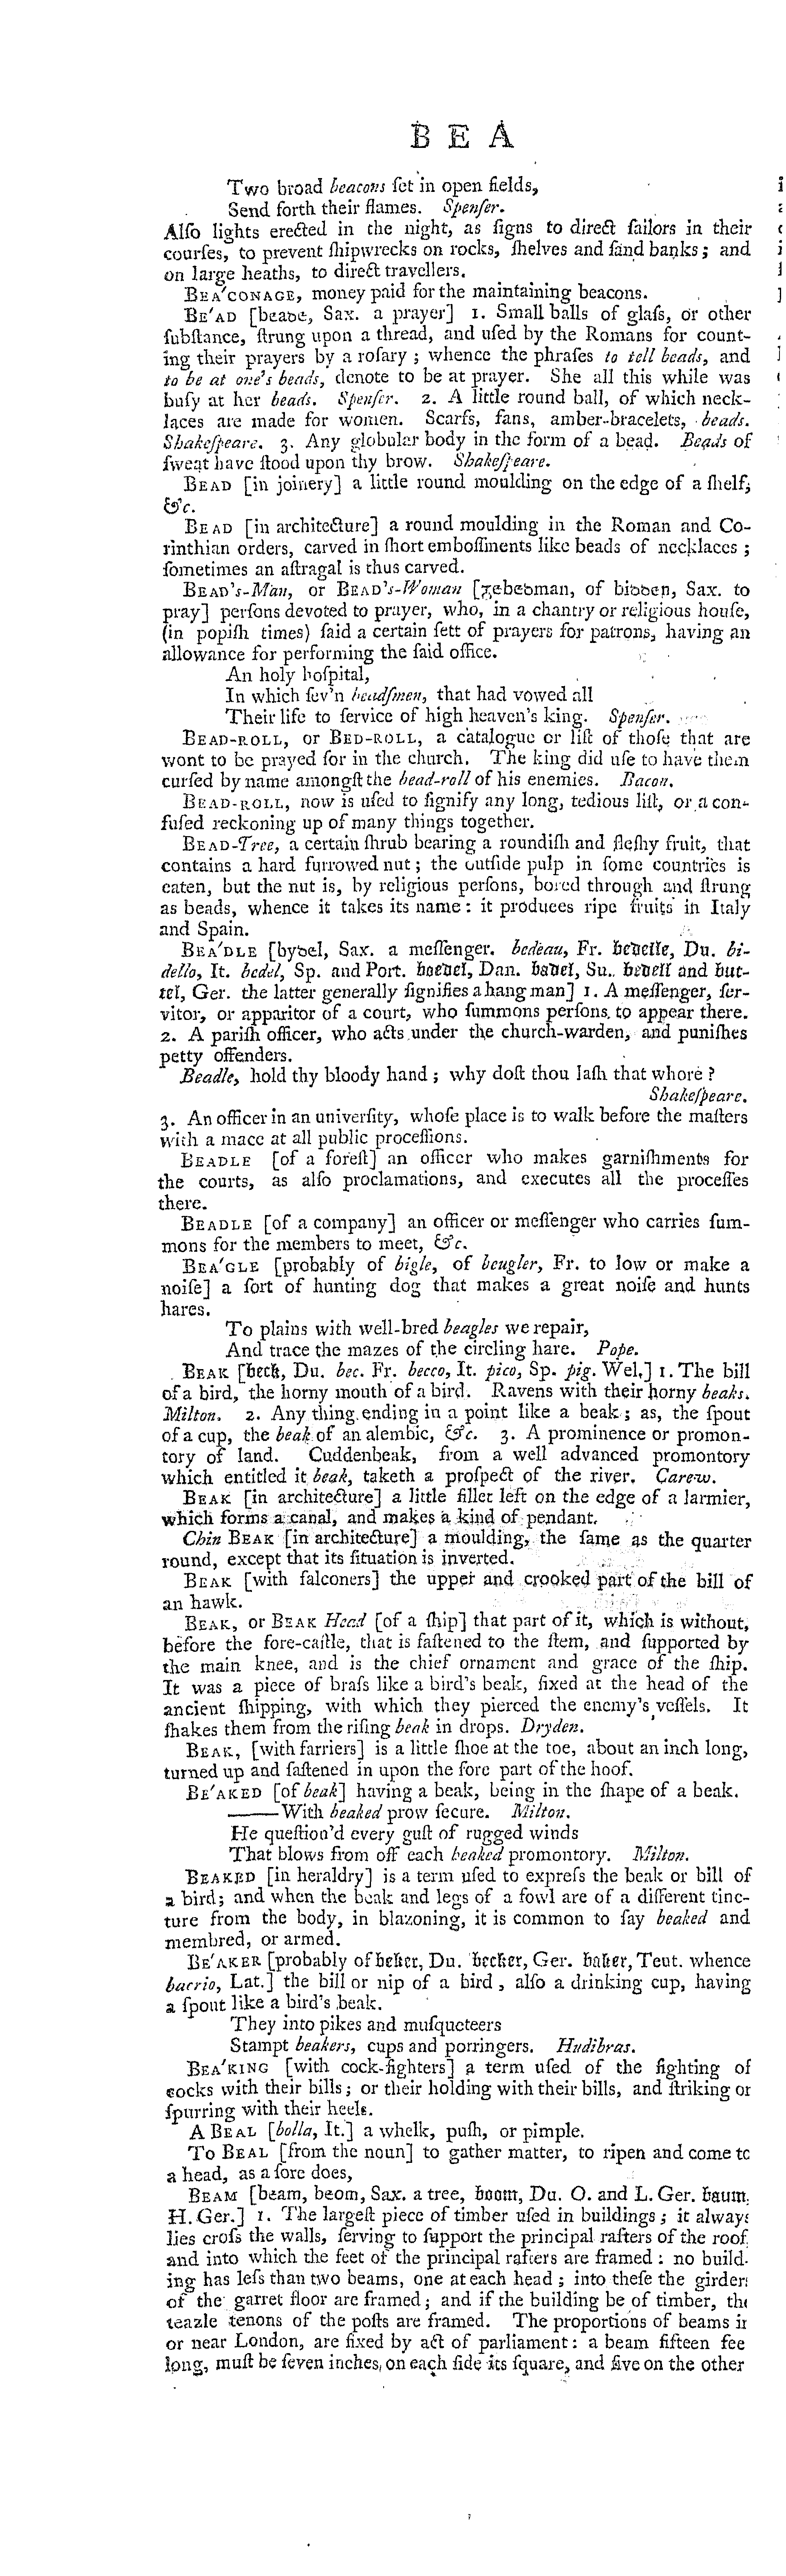 B E A
Two broad beacons ſet in open fields,
Send forth their flames. Spenſer.
Alſo lights erected in the night, as ſigns to direct ſailors in their
courſes, to prevent ſhipwrecks on rocks, ſhelves and ſand banks; and
on large heaths, to direct travellers.
BEA'CONAGE, money paid for the maintaining beacons.
BE'AD [beaꝺe, Sax. a prayer] 1. Small balls of glaſs, or other
ſubſtance, ſtrung upon a thread, and uſed by the Romans for count-
ing their prayers by a roſary; whence the phraſes to tell beads, and
to be at one's beads, denote to be at prayer. She all this while was
buſy at her beads. Spenſer. 2. A little round ball, of which neck-
laces are made for women. Scarfs, fans, amber-bracelets, beads.
Shakeſpeare. 3. Any globular body in the form of a bead. Beads of
ſweat have ſtood upon thy brow. Shakeſpeare.
BEAD [in joinery] a little round moulding on the edge of a ſhelf,
&c.
BEAD [in architecture] a round moulding in the Roman and Co-
rinthian orders, carved in ſhort emboſſments like beads of necklaces;
ſometimes an aſtragal is thus carved.
BEAD's-Man, or BEAD's-Woman [ᵹebeꝺman, of biꝺꝺen, Sax. to
pray] perſons devoted to prayer, who, in a chantry or religious houſe,
(in popiſh times) ſaid a certain ſett of prayers for patrons, having an
allowance for performing the ſaid office.
An holy hoſpital,
In which ſev'n beadſmen, that had vowed all
Their life to ſervice of high heaven's king. Spenſer.
BEAD-ROLL, or BED-ROLL, a catalogue or liſt of thoſe that are
wont to be prayed for in the church. The king did uſe to have them
curſed by name amongſt the bead-roll of his enemies. Bacon.
BEAD-ROLL, now is uſed to ſignify any long, tedious liſt, or a con-
fuſed reckoning up of many things together.
BEAD-Tree, a certain ſhrub bearing a roundiſh and fleſhy fruit, that
contains a hard furrowed nut; the outſide pulp in ſome countries is
eaten, but the nut is, by religious perſons, bored through and ſtrung
as beads, whence it takes its name: it produces ripe fruits in Italy
and Spain.
BEA'DLE [byꝺel, Sax. a meſſenger. bedeau, Fr. bedelle, Du. bi-
dello, It. bedel, Sp. and Port. boedel, Dan. badel, Su. bedell and but-
tel, Ger. the latter generally ſignifies a hangman] 1. A meſſenger, ſer-
vitor, or apparitor of a court, who ſummons perſons to appear there.
2. A pariſh officer, who acts under the church-warden, and puniſhes
petty offenders.
Beadle, hold thy bloody hand; why doſt thou laſh that whore?
Shakeſpeare.
3. An officer in an univerſity, whoſe place is to walk before the maſters
with a mace at all public proceſſions.
BEADLE [of a foreſt] an officer who makes garniſhments for
the courts, as alſo proclamations, and executes all the proceſſes
there.
BEADLE [of a company] an officer or meſſenger who carries ſum-
mons for the members to meet, &c.
BEA'GLE [probably of bigle, of beugler, Fr. to low or make a
noiſe] a ſort of hunting dog that makes a great noiſe and hunts
hares.
To plains with well-bred beagles we repair,
And trace the mazes of the circling hare. Pope.
BEAK [beck, Du. bec. Fr. becco, It. pico, Sp. pig. Wel.] 1. The bill
of a bird, the horny mouth of a bird. Ravens with their horny beaks.
Milton. 2. Any thing ending in a point like a beak; as, the ſpout
of a cup, the beak of an alembic, &c. 3. A prominence or promon-
tory of land. Cuddenbeak, from a well advanced promontory
which entitled it beak, taketh a proſpect of the river. Carew.
BEAK [in architecture] a little fillet left on the edge of a larmier,
which forms a canal, and makes a kind of pendant.
Chin BEAK [in architecture] a moulding, the ſame as the quarter
round, except that its ſituation is inverted.
BEAK [with falconers] the upper and crooked part of the bill of
an hawk.
BEAK, or BEAK Head [of a ſhip] that part of it, which is without,
before the fore-caſtle, that is faſtened to the ſtem, and ſupported by
the main knee, and is the chief ornament and grace of the ſhip.
It was a piece of braſs like a bird's beak, fixed at the head of the
ancient ſhipping, with which they pierced the enemy's veſſels. It
ſhakes them from the riſing beak in drops. Dryden.
BEAK, [with farriers] is a little ſhoe at the toe, about an inch long,
turned up and faſtened in upon the fore part of the hoof.
BE'AKED [of beak] having a beak, being in the ſhape of a beak.
——With beaked prow ſecure. Milton.
He queſtion'd every guſt of rugged winds
That blows from off each beaked promontory. Milton.
BEAKED [in heraldry] is a term uſed to expreſs the beak or bill of
a bird; and when the beak and legs of a fowl are of a different tinc-
ture from the body, in blazoning, it is common to ſay beaked and
membred, or armed.
BE'AKER [probably of beker, Du. becher, Ger. baker, Teut. whence
bacrio, Lat.] the bill or nip of a bird, alſo a drinking cup, having
a ſpout like a bird's beak.
They into pikes and muſqueteers
Stampt beakers, cups and porringers. Hudibras.
BEA'KING [with cock-fighters] a term uſed of the fighting of
cocks with their bills; or their holding with their bills, and ſtriking or
ſpurring with their heels.
A BEAL [bolla, It.] a whelk, puſh, or pimple.
To BEAL [from the noun] to gather matter, to ripen and come to
a head, as a ſore does,
BEAM [beam, beom, Sax. a tree, boom, Du. O. and L. Ger. baum,
H. Ger.] 1. The largeſt piece of timber uſed in buildings; it always
lies croſs the walls, ſerving to ſupport the principal rafters of the roof
and into which the feet of the principal rafters are framed: no build-
ing has leſs than two beams, one at each head; into theſe the girders
of the garret floor are framed; and if the building be of timber, the
teazle tenons of the poſts are framed. The proportions of beams in
or near London, are fixed by act of parliament: a beam fifteen fee
long, muſt be ſeven inches, on each ſide its ſquare, and five on the other